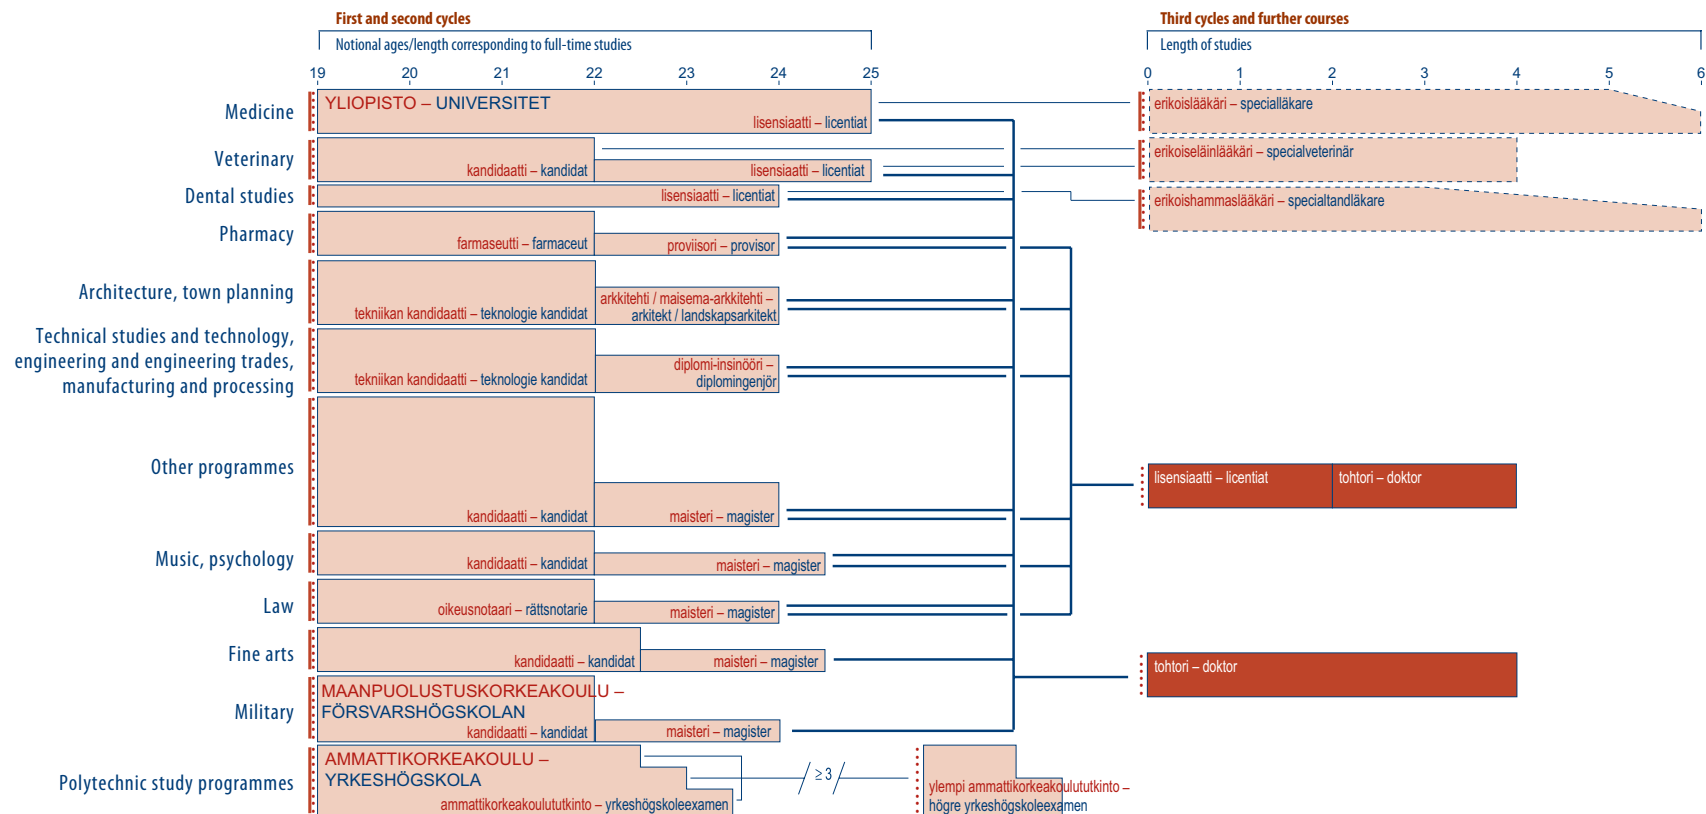 First and second cycles
Third cycles and further courses
Notional ages/length corresponding to full-time studies
Length of studies
19 20 21 22 23 24 25
0 1 2 3 4 5 6
Medicine
YLIOPISTO – UNIVERSITET
lisensiaatti – licentiat
erikoislääkäri – specialläkare
Veterinary
kandidaatti – kandidat
lisensiaatti – licentiat
erikoiseläinlääkäri – specialveterinär
Dental studies
lisensiaatti – licentiat
erikoishammaslääkäri – specialtandläkare
Pharmacy
farmaseutti – farmaceut
proviisori – provisor
Architecture, town planning
tekniikan kandidaatti – teknologie kandidat
arkkitehti / maisema-arkkitehti –
arkitekt / landskapsarkitekt
Technical studies and technology,
engineering and engineering trades,
manufacturing and processing
tekniikan kandidaatti – teknologie kandidat
diplomi-insinööri –
diplomingenjör
Other programmes
kandidaatti – kandidat
maisteri – magister
lisensiaatti – licentiat
tohtori – doktor
Music, psychology
kandidaatti – kandidat
maisteri – magister
Law
oikeusnotaari – rättsnotarie
maisteri – magister
Fine arts
kandidaatti – kandidat
maisteri – magister
tohtori – doktor
Military
MAANPUOLUSTUSKORKEAKOULU –
FÖRSVARSHÖGSKOLAN
kandidaatti – kandidat
maisteri – magister
Polytechnic study programmes
AMMATTIKORKEAKOULU –
YRKESHÖGSKOLA
ammattikorkeakoulututkinto – yrkeshögskoleexamen
≥ 3
ylempi ammattikorkeakoulututkinto –
högre yrkeshögskoleexamen